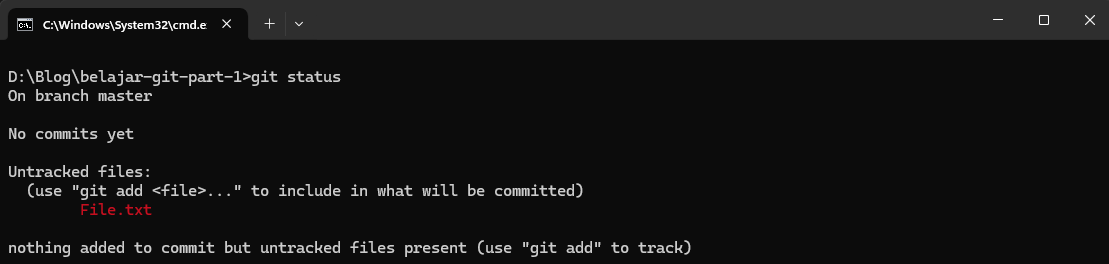 C:\Windows\System32\cmd.e
D:\Blog\belajar-git-part-1>git status
On branch master
No commits yet
Untracked files:
(use "git add <file>..." to include in what will be committed)
File.txt
nothing added to commit but untracked files present (use "git add" to track)